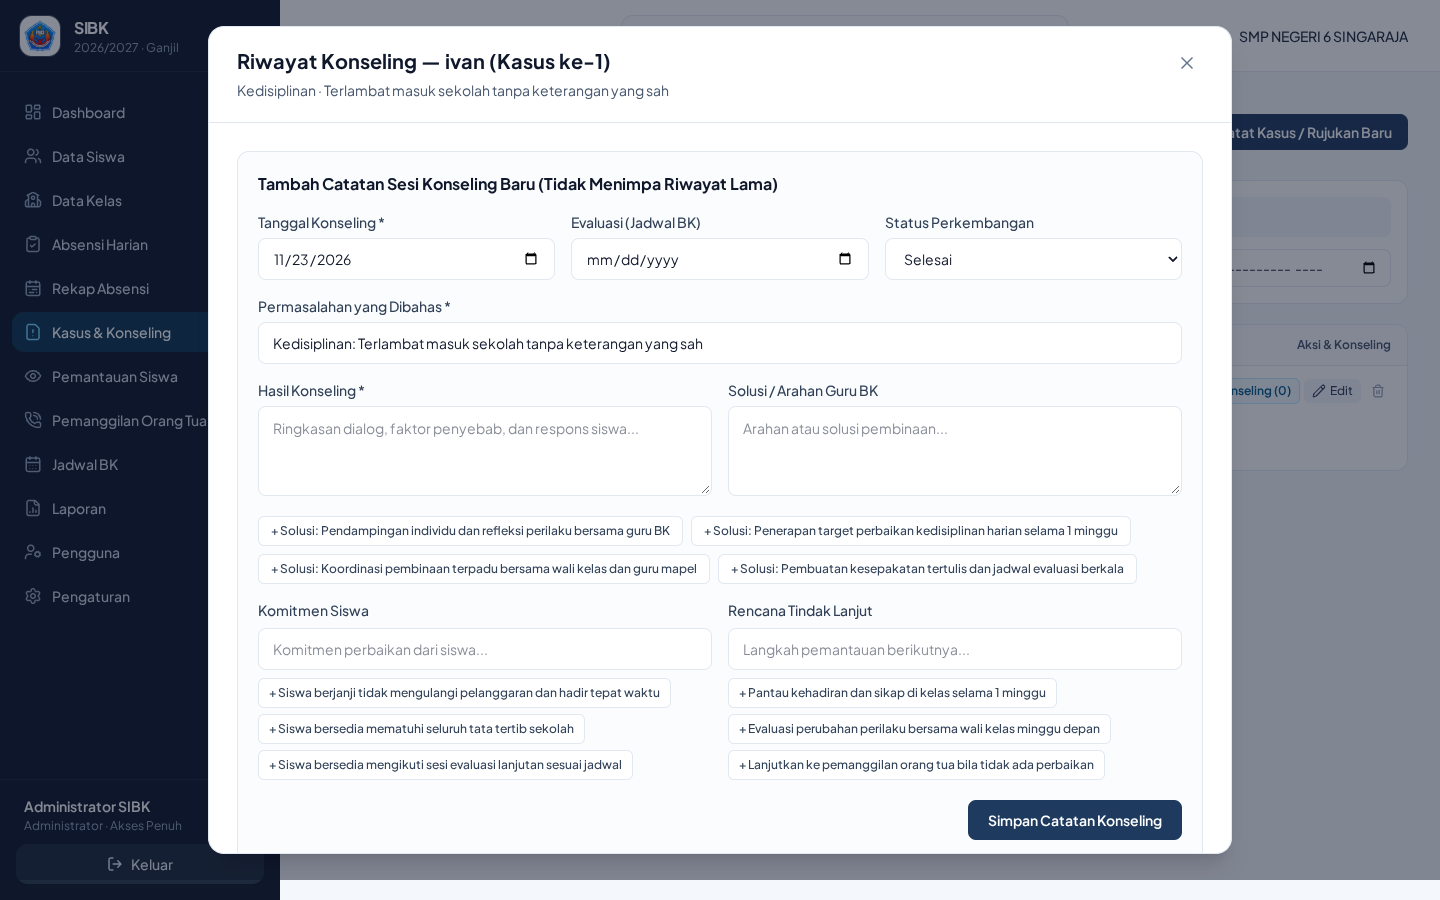 SIBK
2026/2027 · Ganjil
SMP NEGERI 6 SINGARAJA
Dashboard
Data Siswa
Data Kelas
Absensi Harian
Rekap Absensi
Kasus & Konseling
Pemantauan Siswa
Pemanggilan Orang Tua
Jadwal BK
Laporan
Pengguna
Pengaturan
Administrator SIBK
Administrator · Akses Penuh
Keluar
Kasus / Rujukan Baru
Aksi & Konseling
(0)
Edit
Riwayat Konseling — ivan (Kasus ke-1)
Kedisiplinan · Terlambat masuk sekolah tanpa keterangan yang sah
Tambah Catatan Sesi Konseling Baru (Tidak Menimpa Riwayat Lama)
Tanggal Konseling *
Evaluasi (Jadwal BK)
Status Perkembangan
11/23/2026
mm/dd/yyyy
Selesai
Permasalahan yang Dibahas *
Kedisiplinan: Terlambat masuk sekolah tanpa keterangan yang sah
Hasil Konseling *
Solusi / Arahan Guru BK
Ringkasan dialog, faktor penyebab, dan respons siswa...
Arahan atau solusi pembinaan...
+ Solusi: Pendampingan individu dan refleksi perilaku bersama guru BK
+ Solusi: Penerapan target perbaikan kedisiplinan harian selama 1 minggu
+ Solusi: Koordinasi pembinaan terpadu bersama wali kelas dan guru mapel
+ Solusi: Pembuatan kesepakatan tertulis dan jadwal evaluasi berkala
Komitmen Siswa
Rencana Tindak Lanjut
Komitmen perbaikan dari siswa...
Langkah pemantauan berikutnya...
+ Siswa berjanji tidak mengulangi pelanggaran dan hadir tepat waktu
+ Pantau kehadiran dan sikap di kelas selama 1 minggu
+ Siswa bersedia mematuhi seluruh tata tertib sekolah
+ Evaluasi perubahan perilaku bersama wali kelas minggu depan
+ Siswa bersedia mengikuti sesi evaluasi lanjutan sesuai jadwal
+ Lanjutkan ke pemanggilan orang tua bila tidak ada perbaikan
Simpan Catatan Konseling